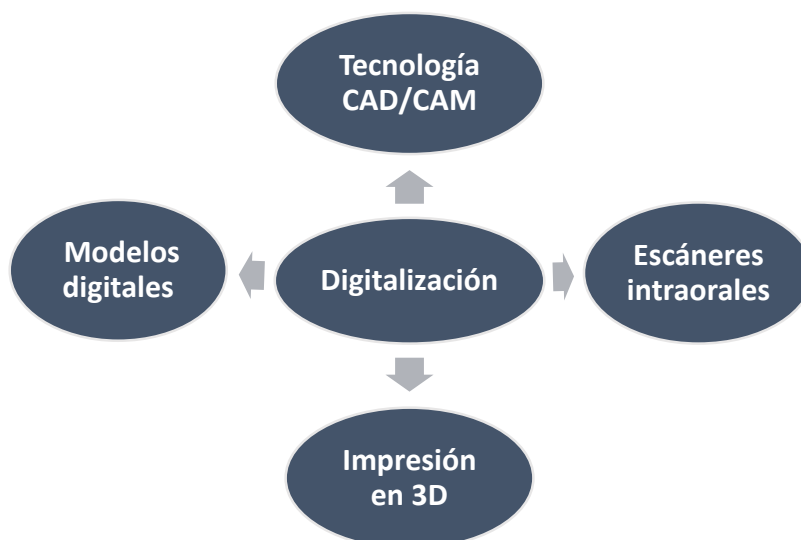 Tecnología
CAD/CAM
Modelos
digitales
Digitalización
Escáneres
intraorales
Impresión
en 3D